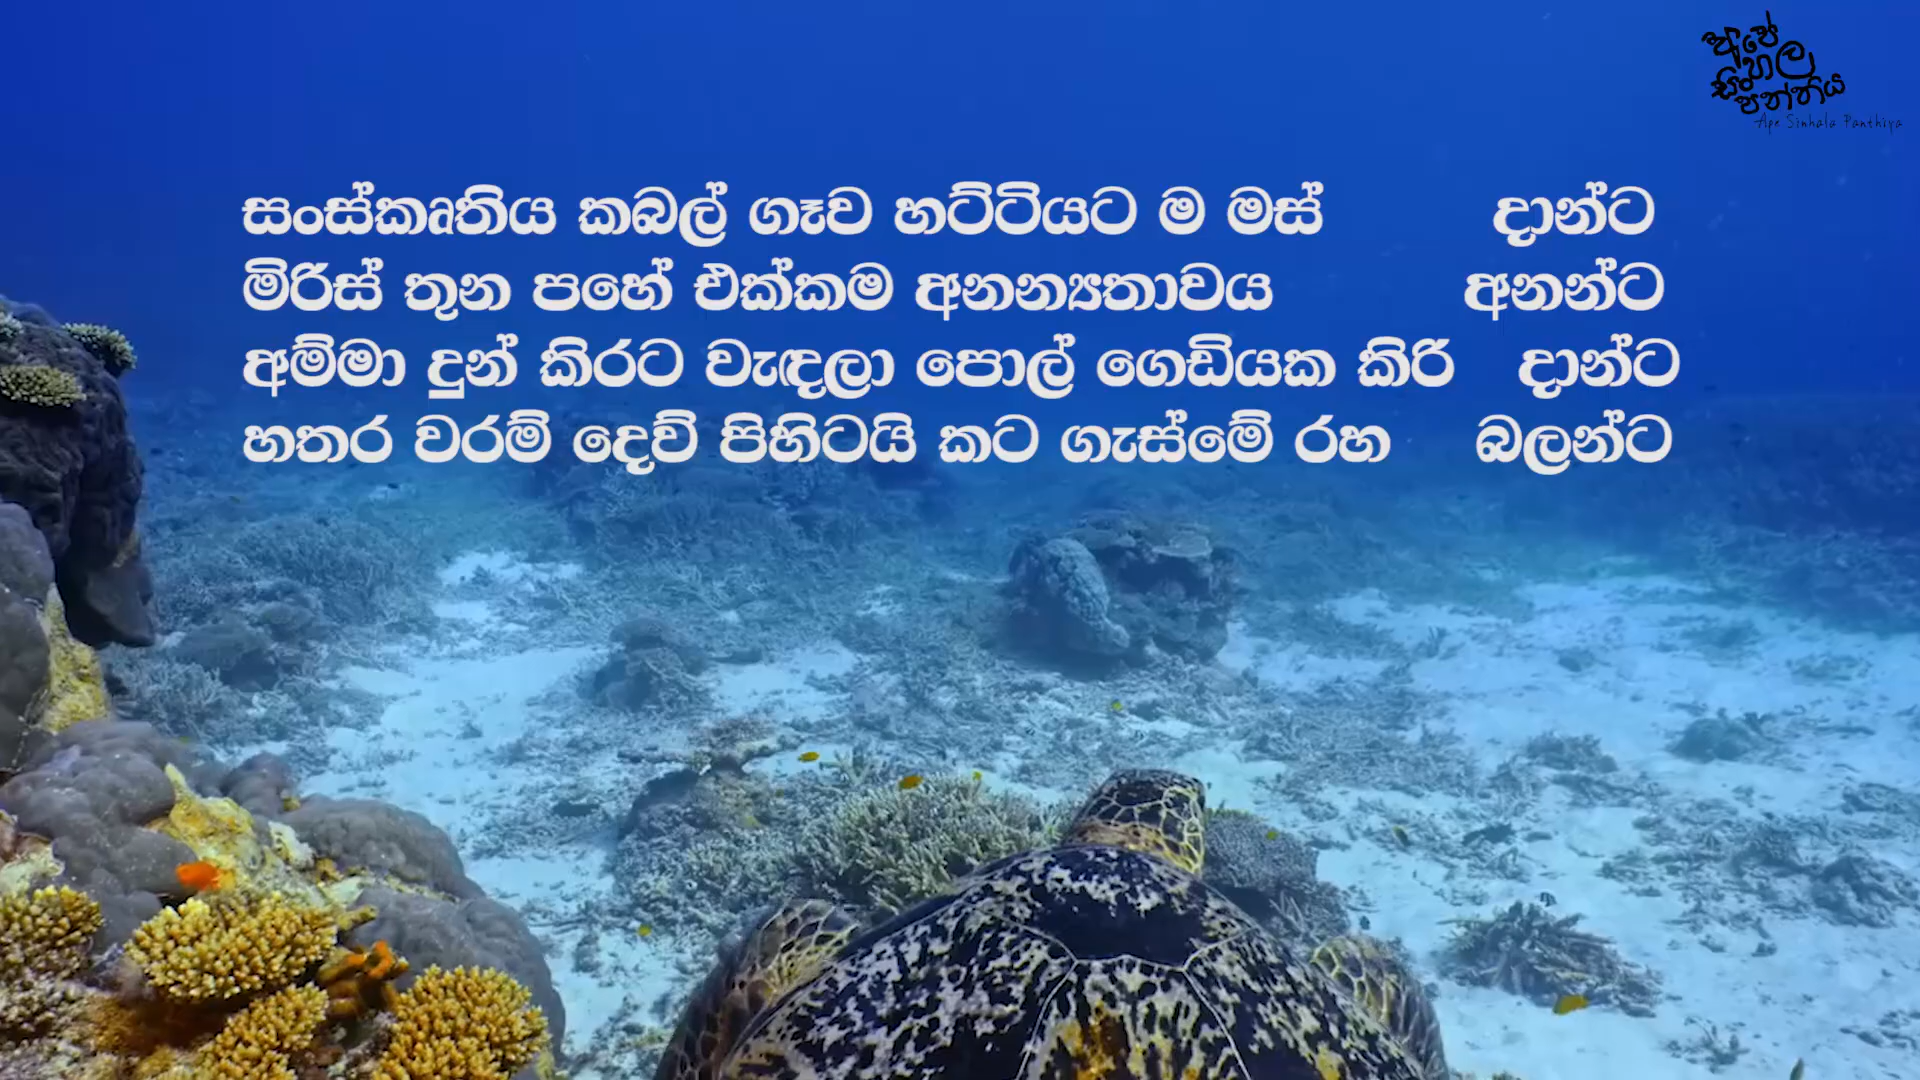 අපේ
සිංහල
පන්තිය
Ape Sinhala Panthiya
සංස්කෘතිය කබල් ගෑව හට්ටියට ම මස් දාන්ට
මිරිස් තුන පහේ එක්කම අනන්‍යතාවය අනන්ට
අම්මා දුන් කිරට වැඳලා පොල් ගෙඩියක කිරි දාන්ට
හතර වරම් දෙවි පිහිටයි කට ගැස්මේ රහ බලන්ට